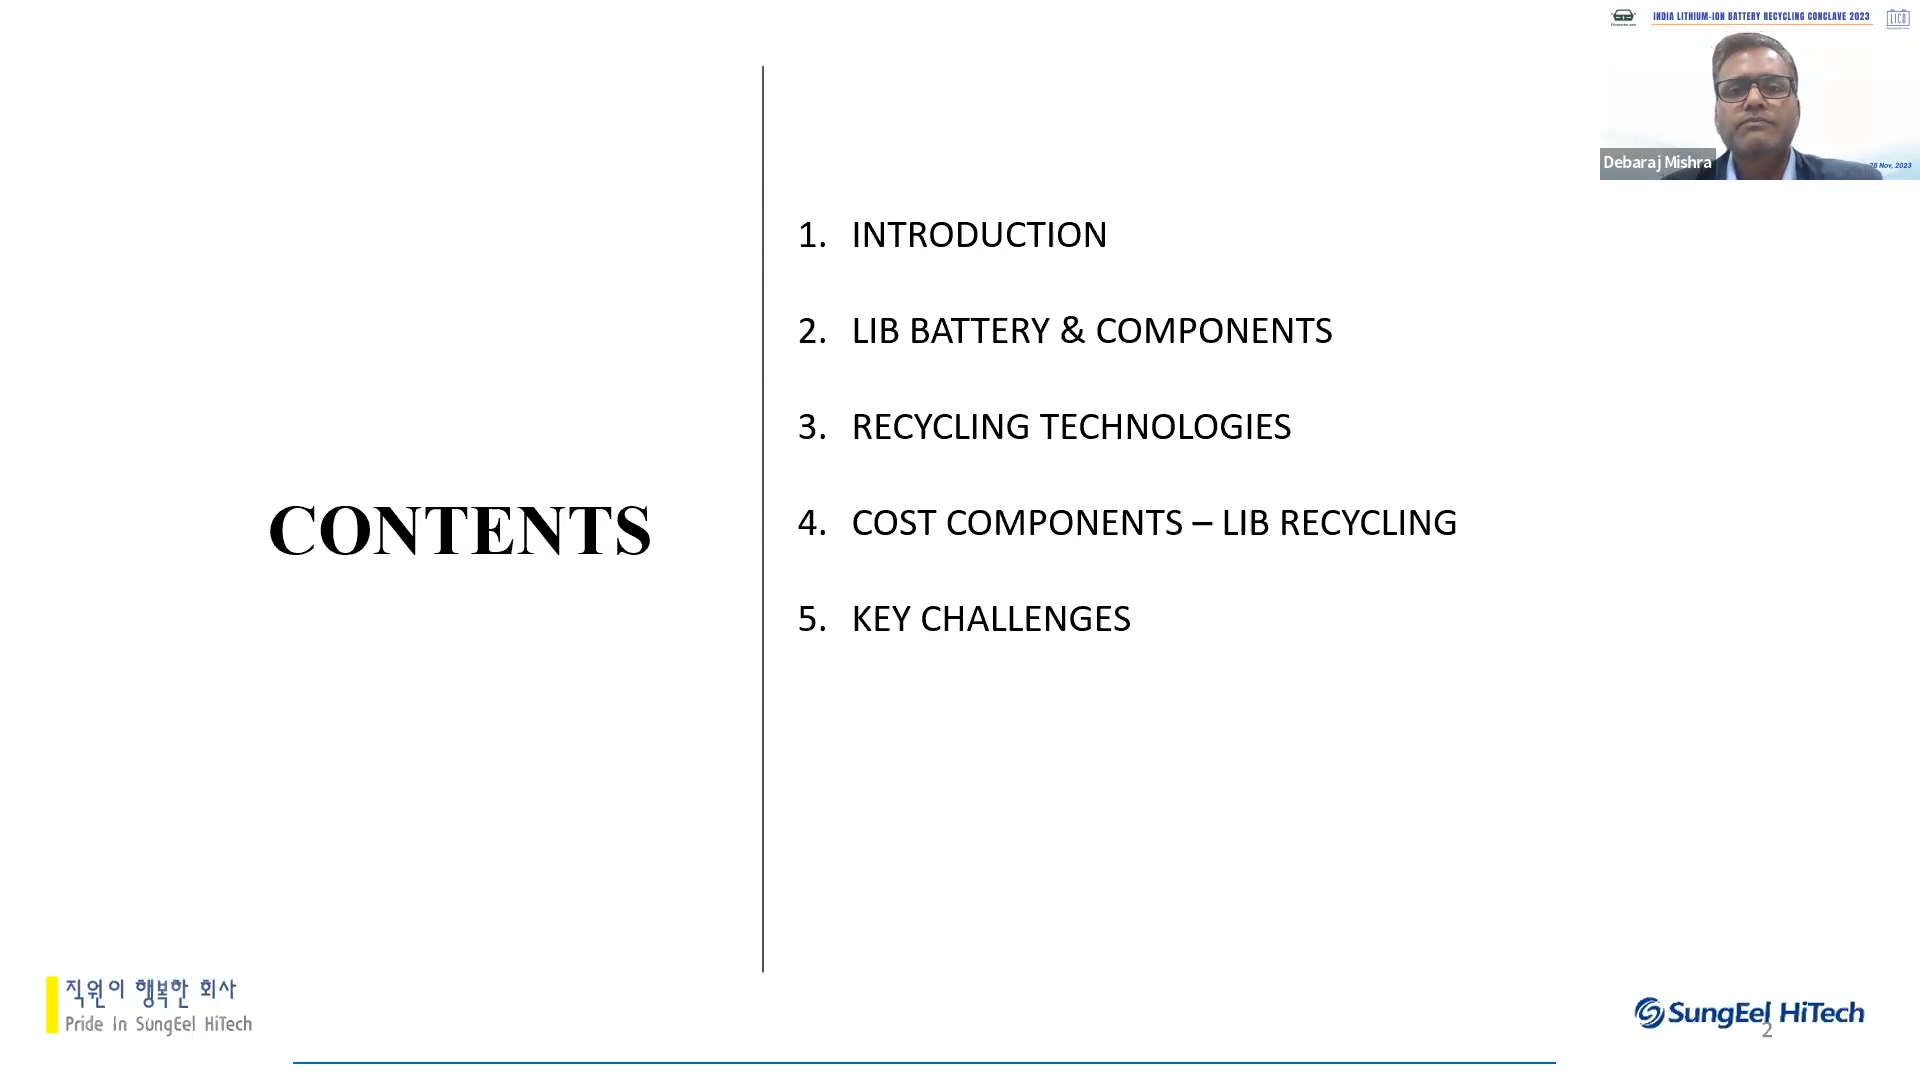 INDIA LITHIUM-ION BATTERY RECYCLING CONCLAVE 2023
LICO
Debaraj Mishra
28 Nov, 2023
CONTENTS
1. INTRODUCTION
2. LIB BATTERY & COMPONENTS
3. RECYCLING TECHNOLOGIES
4. COST COMPONENTS – LIB RECYCLING
5. KEY CHALLENGES
직원이 행복한 회사
Pride in SungEel HiTech
SungEel HiTech
2